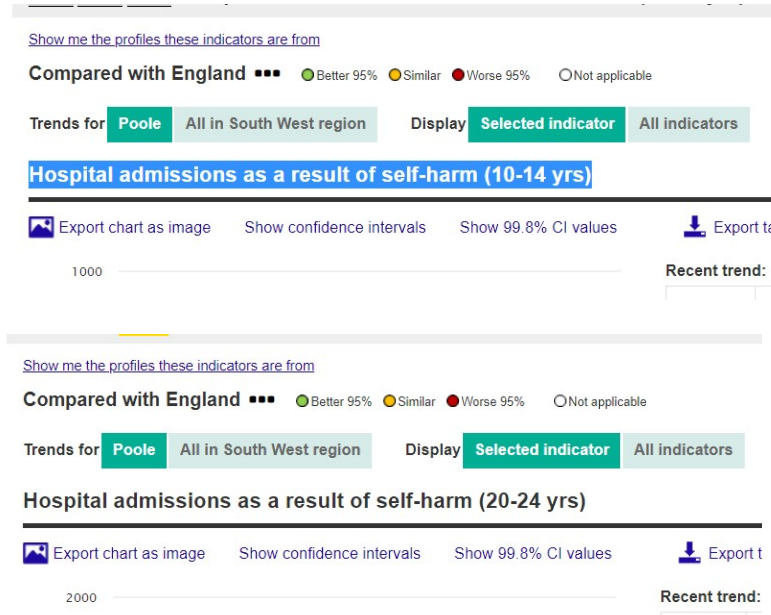 Show me the profiles these indicators are from
Compared with England Better 95% Similar Worse 95% Not applicable
Trends for Poole All in South West region Display Selected indicator All indicators
Hospital admissions as a result of self-harm (10-14 yrs)
Export chart as image Show confidence intervals Show 99.8% CI values Export ta
1000 Recent trend:
Show me the profiles these indicators are from
Compared with England Better 95% Similar Worse 95% Not applicable
Trends for Poole All in South West region Display Selected indicator All indicators
Hospital admissions as a result of self-harm (20-24 yrs)
Export chart as image Show confidence intervals Show 99.8% CI values Export t
2000 Recent trend: